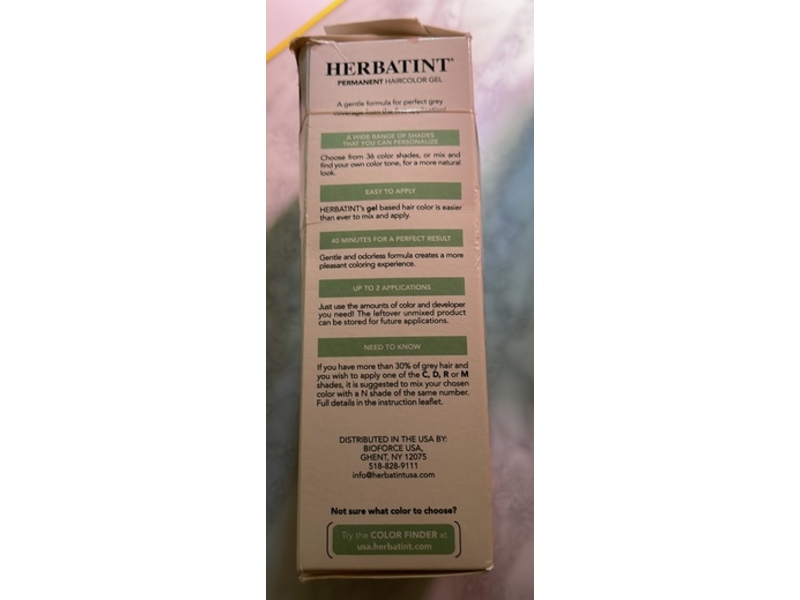 HERBATINT®
PERMANENT HAIRCOLOR GEL
A gentle formula for perfect grey
coverage from the first application!
A WIDE RANGE OF SHADES
THAT YOU CAN PERSONALIZE
Choose from 36 color shades, or mix and
find your own color tone, for a more natural
look.
EASY TO APPLY
HERBATINT's gel based hair color is easier
than ever to mix and apply.
40 MINUTES FOR A PERFECT RESULT
Gentle and odorless formula creates a more
pleasant coloring experience.
UP TO 2 APPLICATIONS
Just use the amounts of color and developer
you need! The leftover unmixed product
can be stored for future applications.
NEED TO KNOW
If you have more than 30% of grey hair and
you wish to apply one of the C, D, R or M
shades, it is suggested to mix your chosen
color with a N shade of the same number.
Full details in the instruction leaflet.
DISTRIBUTED IN THE USA BY:
BIOFORCE USA,
GHENT, NY 12075
518-828-9111
info@herbatintusa.com
Not sure what color to choose?
Try the COLOR FINDER at
usa.herbatint.com